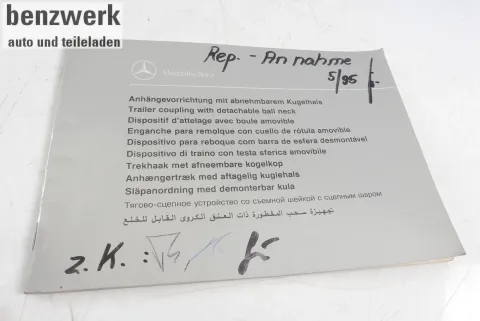 benzwerk
auto und teileladen
Rep. - Annahme
5/95
Mercedes-Benz
Anhängevorrichtung mit abnehmbarem Kugelhals
Trailer coupling with detachable ball neck
Dispositif d'attelage avec boule amovible
Enganche para remolque con cuello de rótula amovible
Dispositivo para reboque com barra de esfera desmontável
Dispositivo di traino con testa sferica amovibile
Trekhaak met afneembare kogelkop
Anhængertræk med aftagelig kuglehals
Släpanordning med demonterbar kula
Тягово-сцепное устройство со съемной шейкой с сцепным шаром
تجهيزة سحب المقطورة ذات العنق الكروي القابل للخلع
z.K.: